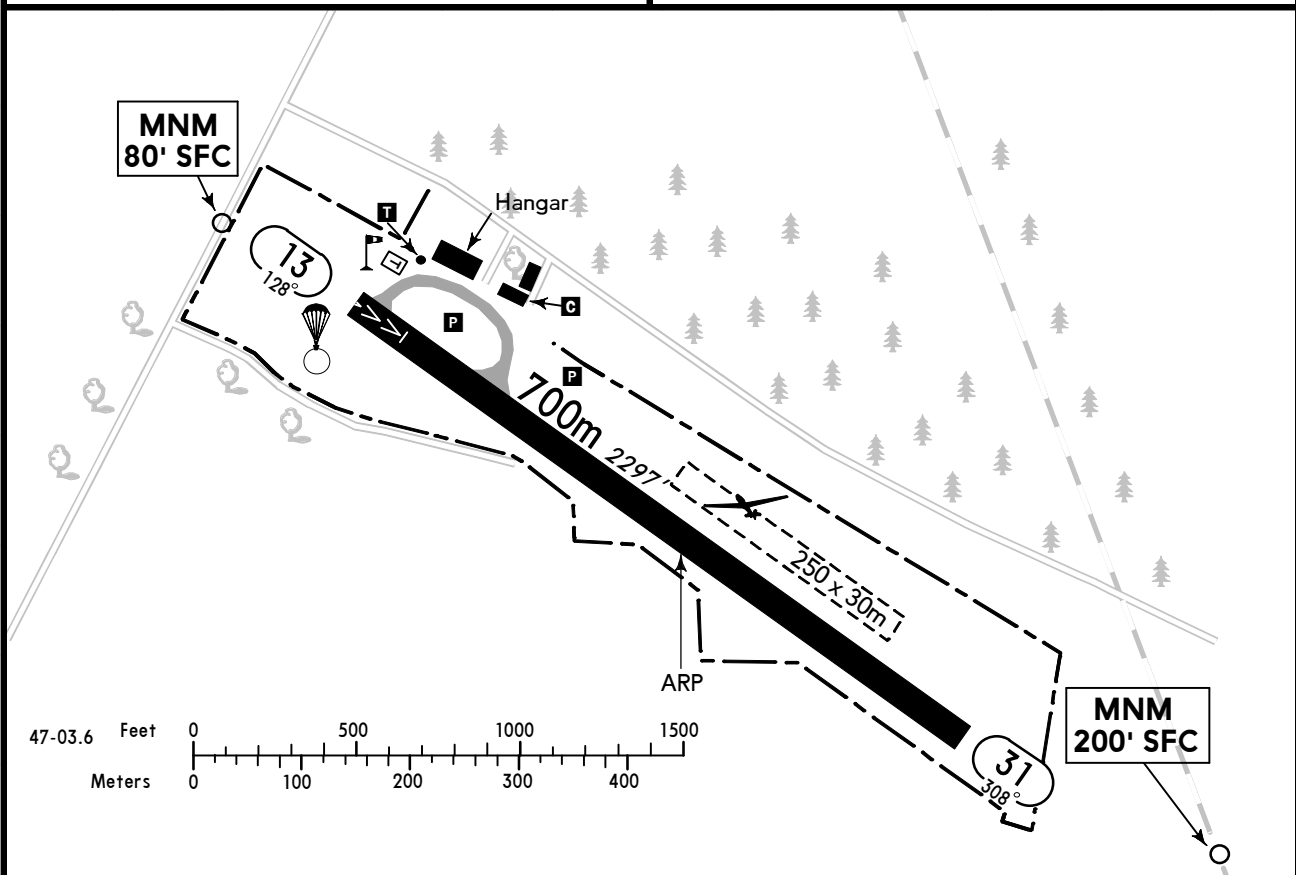 MNM
80' SFC
T
Hangar
13
128°
C
P
P
700m 2297'
250 x 30m
ARP
MNM
200' SFC
31
308°
47-03.6
Feet 0 500 1000 1500
Meters 0 100 200 300 400